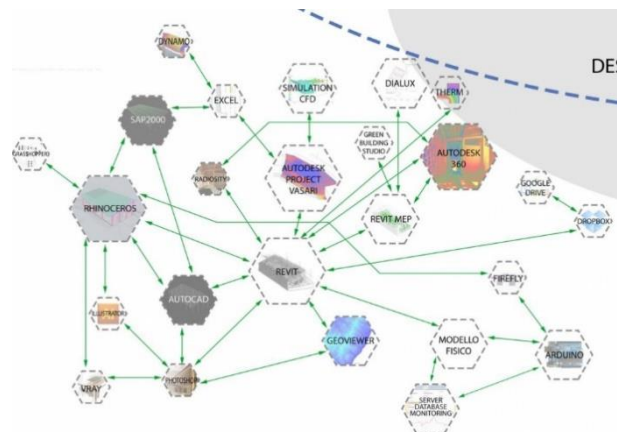 DES
DYNAMO
EXCEL
SIMULATION
CFD
DIALUX
THERM
SAP2000
GRASSHOPPER
RADIOSITY
AUTODESK
PROJECT
VASARI
GREEN
BUILDING
STUDIO
AUTODESK
360
RHINOCEROS
REVIT MEP
GOOGLE
DRIVE
DROPBOX
REVIT
FIREFLY
AUTOCAD
ILLUSTRATOR
GEOVIEWER
MODELLO
FISICO
ARDUINO
VRAY
PHOTOSHOP
SERVER
DATABASE
MONITORING